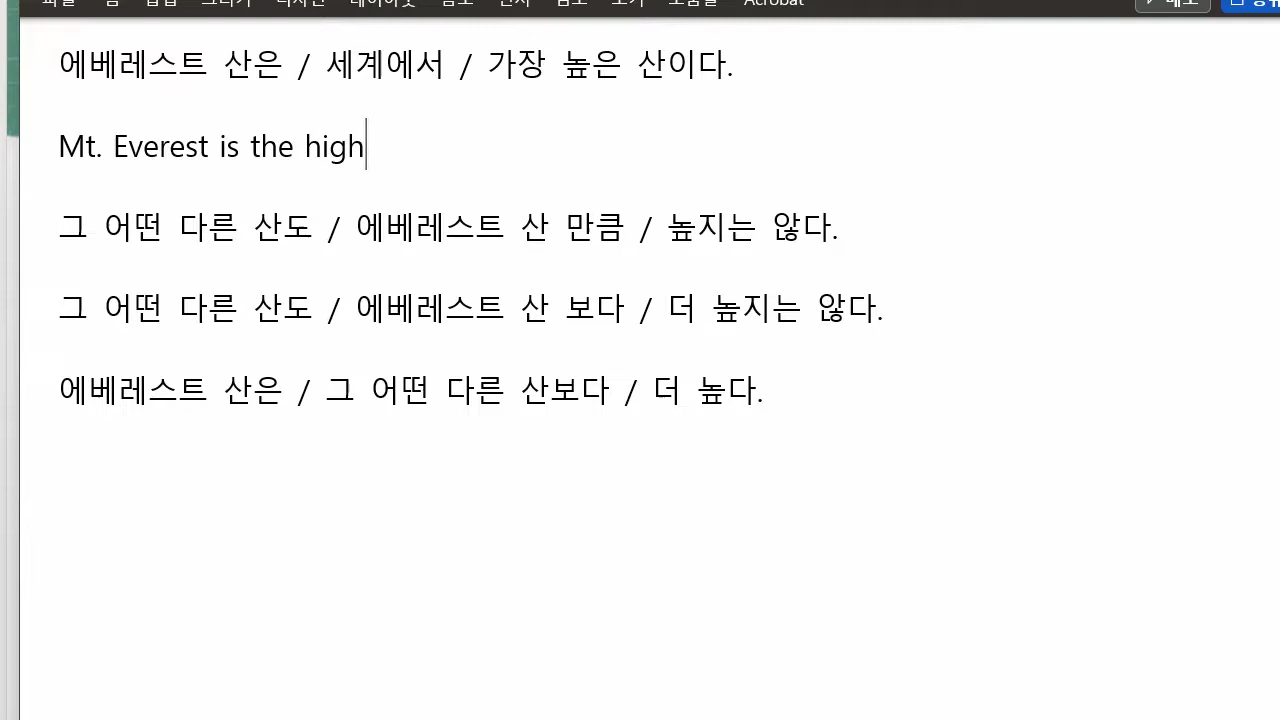 Acrobat
에베레스트 산은 / 세계에서 / 가장 높은 산이다.
Mt. Everest is the high
그 어떤 다른 산도 / 에베레스트 산 만큼 / 높지는 않다.
그 어떤 다른 산도 / 에베레스트 산 보다 / 더 높지는 않다.
에베레스트 산은 / 그 어떤 다른 산보다 / 더 높다.